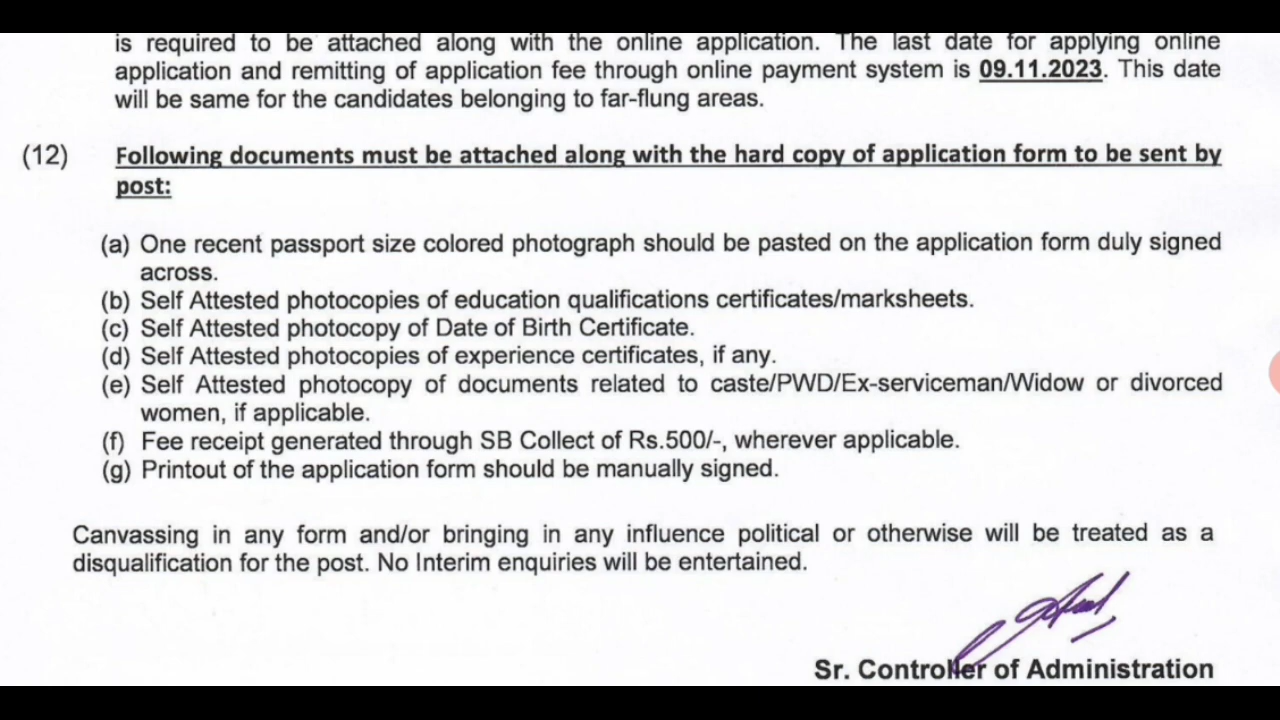 is required to be attached along with the online application. The last date for applying online
application and remitting of application fee through online payment system is 09.11.2023. This date
will be same for the candidates belonging to far-flung areas.
(12) Following documents must be attached along with the hard copy of application form to be sent by
post:
(a) One recent passport size colored photograph should be pasted on the application form duly signed
across.
(b) Self Attested photocopies of education qualifications certificates/marksheets.
(c) Self Attested photocopy of Date of Birth Certificate.
(d) Self Attested photocopies of experience certificates, if any.
(e) Self Attested photocopy of documents related to caste/PWD/Ex-serviceman/Widow or divorced
women, if applicable.
(f) Fee receipt generated through SB Collect of Rs.500/-, wherever applicable.
(g) Printout of the application form should be manually signed.
Canvassing in any form and/or bringing in any influence political or otherwise will be treated as a
disqualification for the post. No Interim enquiries will be entertained.
Sr. Controller of Administration